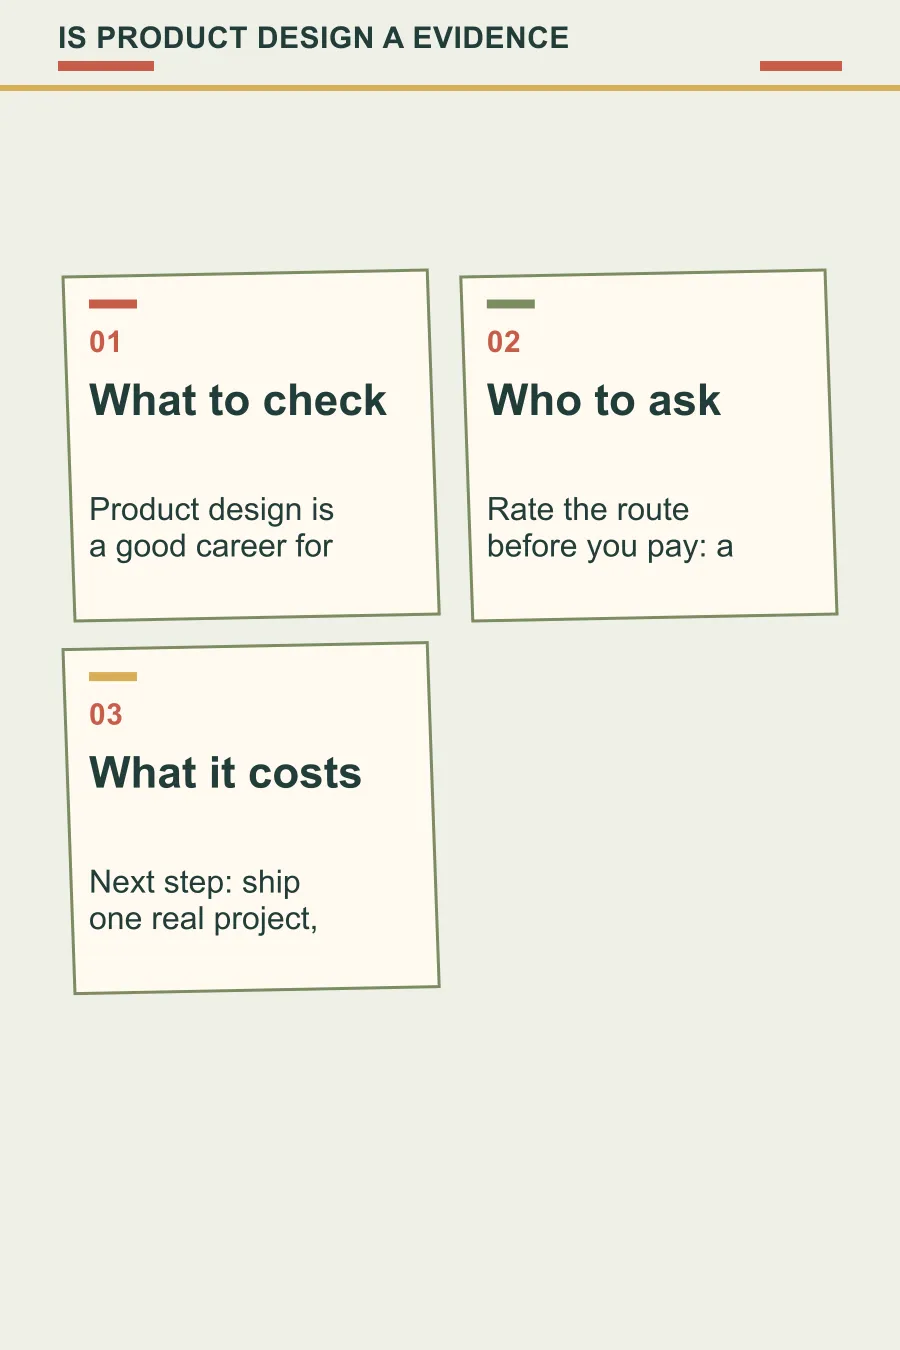 IS PRODUCT DESIGN A EVIDENCE
01
What to check
Product design is
a good career for
02
Who to ask
Rate the route
before you pay: a
03
What it costs
Next step: ship
one real project,